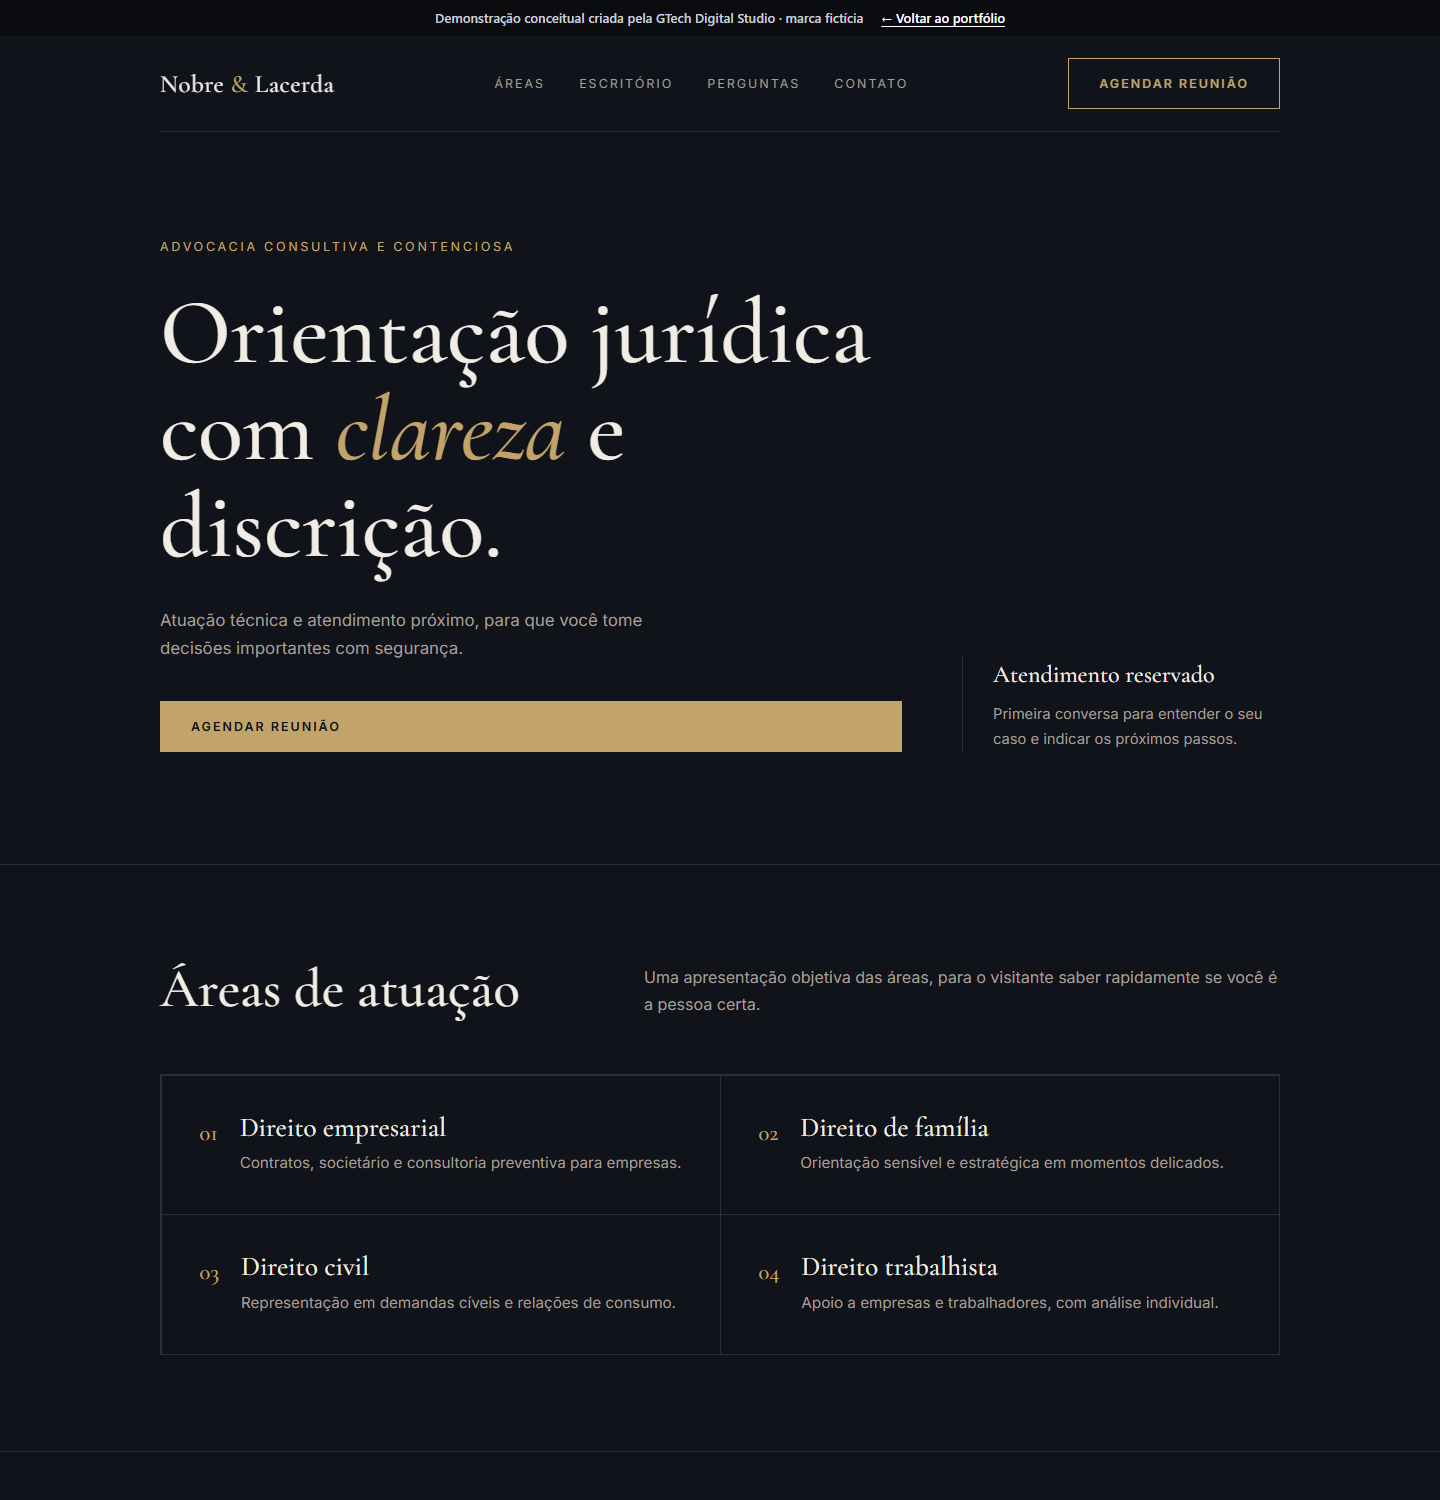 Demonstração conceitual criada pela GTech Digital Studio · marca fictícia ← Voltar ao portfólio
Nobre & Lacerda
ÁREAS
ESCRITÓRIO
PERGUNTAS
CONTATO
AGENDAR REUNIÃO
ADVOCACIA CONSULTIVA E CONTENCIOSA
Orientação jurídica
com clareza e
discrição.
Atuação técnica e atendimento próximo, para que você tome
decisões importantes com segurança.
AGENDAR REUNIÃO
Atendimento reservado
Primeira conversa para entender o seu
caso e indicar os próximos passos.
Áreas de atuação
Uma apresentação objetiva das áreas, para o visitante saber rapidamente se você é
a pessoa certa.
01 Direito empresarial
Contratos, societário e consultoria preventiva para empresas.
02 Direito de família
Orientação sensível e estratégica em momentos delicados.
03 Direito civil
Representação em demandas cíveis e relações de consumo.
04 Direito trabalhista
Apoio a empresas e trabalhadores, com análise individual.